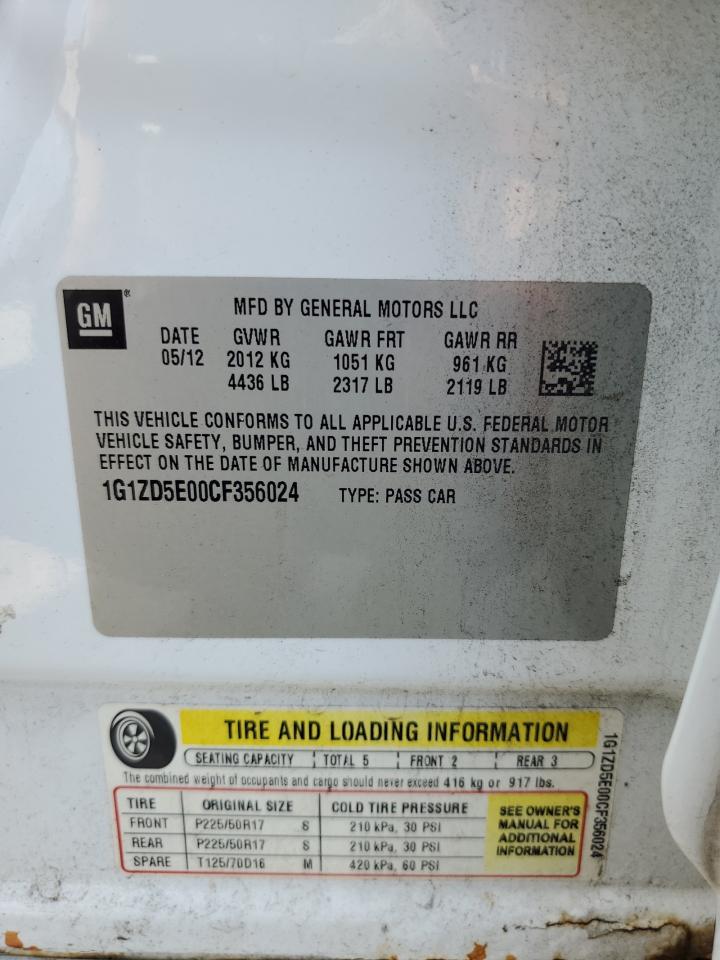 GM ®
MFD BY GENERAL MOTORS LLC
DATE GVWR GAWR FRT GAWR RR
05/12 2012 KG 1051 KG 961 KG
4436 LB 2317 LB 2119 LB
THIS VEHICLE CONFORMS TO ALL APPLICABLE U.S. FEDERAL MOTOR
VEHICLE SAFETY, BUMPER, AND THEFT PREVENTION STANDARDS IN
EFFECT ON THE DATE OF MANUFACTURE SHOWN ABOVE.
1G1ZD5E00CF356024 TYPE: PASS CAR
TIRE AND LOADING INFORMATION
SEATING CAPACITY TOTAL 5 FRONT 2 REAR 3
The combined weight of occupants and cargo should never exceed 416 kg or 917 lbs.
TIRE ORIGINAL SIZE COLD TIRE PRESSURE
FRONT P225/50R17 S 210 kPa, 30 PSI
REAR P225/50R17 S 210 kPa, 30 PSI
SPARE T125/70D16 M 420 kPa, 60 PSI
SEE OWNER'S
MANUAL FOR
ADDITIONAL
INFORMATION
1G1ZD5E00CF356024